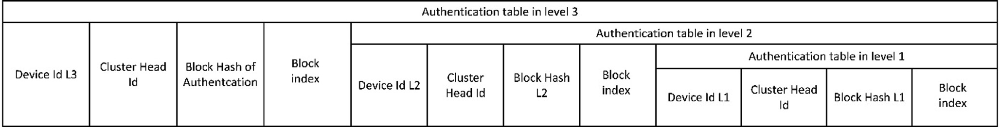 Authentication table in level 3
Device Id L3
Cluster Head
Id
Block Hash of
Authentcation
Block
index
Authentication table in level 2
Device Id L2
Cluster
Head Id
Block Hash
L2
Block
index
Authentication table in level 1
Device Id L1
Cluster Head
Id
Block Hash L1
Block
index